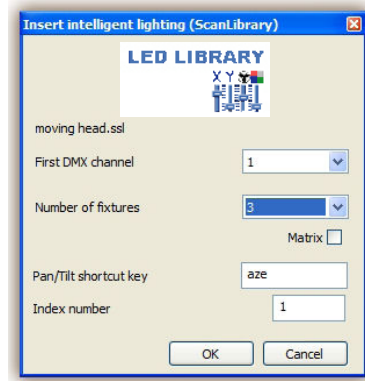 Insert intelligent lighting (ScanLibrary)
LED LIBRARY
X Y
moving head.ssl
First DMX channel 1
Number of fixtures 3
Matrix
Pan/Tilt shortcut key aze
Index number 1
OK Cancel